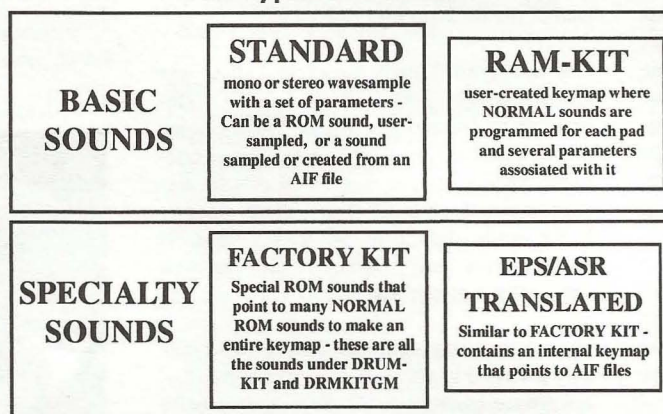 BASIC
SOUNDS
STANDARD
mono or stereo wavesample
with a set of parameters -
Can be a ROM sound, user-
sampled, or a sound
sampled or created from an
AIF file
RAM-KIT
user-created keymap where
NORMAL sounds are
programmed for each pad
and several parameters
assosiated with it
SPECIALTY
SOUNDS
FACTORY KIT
Special ROM sounds that
point to many NORMAL
ROM sounds to make an
entire keymap - these are all
the sounds under DRUM-
KIT and DRMKITGM
EPS/ASR
TRANSLATED
Similar to FACTORY KIT -
contains an internal keymap
that points to AIF files